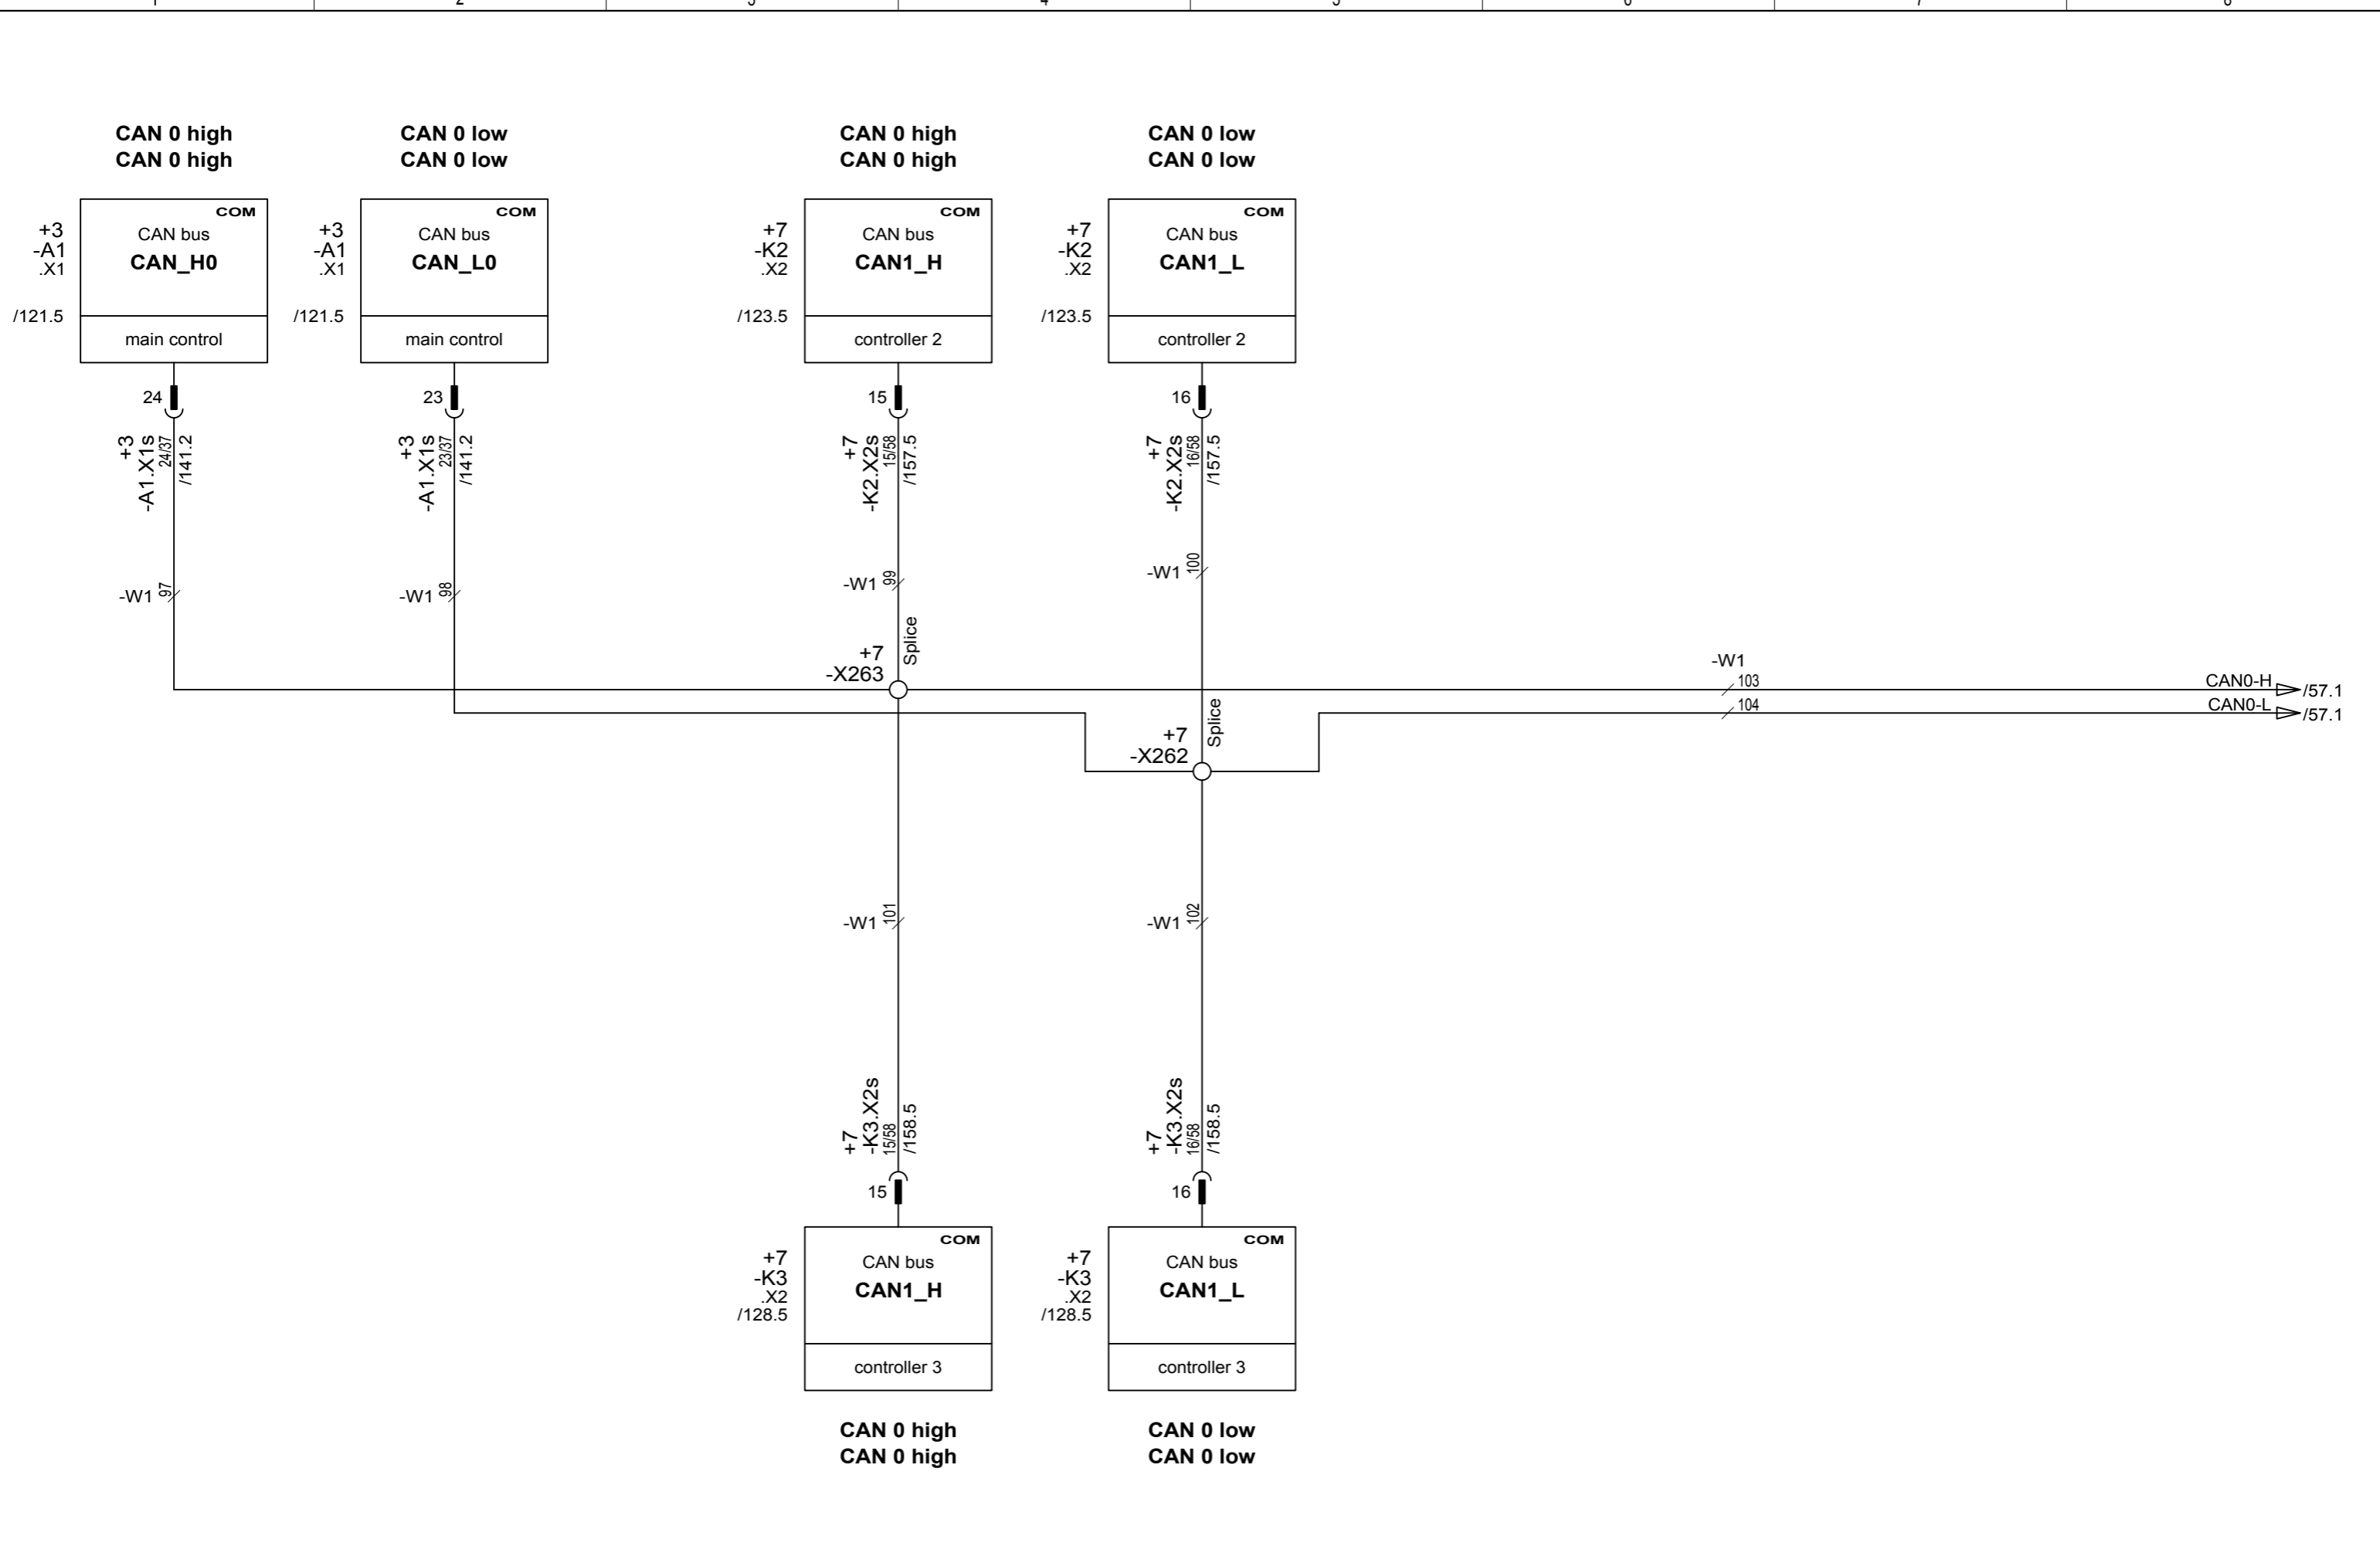 1 2 3 4 5 6 7 8
CAN 0 high
CAN 0 high
CAN 0 low
CAN 0 low
CAN 0 high
CAN 0 high
CAN 0 low
CAN 0 low
+3
-A1
.X1
/121.5
COM
CAN bus
CAN_H0
main control
+3
-A1
.X1
/121.5
COM
CAN bus
CAN_L0
main control
+7
-K2
.X2
/123.5
COM
CAN bus
CAN1_H
controller 2
+7
-K2
.X2
/123.5
COM
CAN bus
CAN1_L
controller 2
24
+3
-A1.X1s
24/37
/141.2
23
+3
-A1.X1s
23/37
/141.2
15
+7
-K2.X2s
15/58
/157.5
16
+7
-K2.X2s
16/58
/157.5
-W1 97
-W1 98
-W1 99
-W1 100
+7
-X263
Splice
-W1
103
CAN0-H
/57.1
104
CAN0-L
/57.1
+7
-X262
Splice
-W1 101
-W1 102
+7
-K3.X2s
15/58
/158.5
15
+7
-K3.X2s
16/58
/158.5
16
+7
-K3
.X2
/128.5
COM
CAN bus
CAN1_H
controller 3
+7
-K3
.X2
/128.5
COM
CAN bus
CAN1_L
controller 3
CAN 0 high
CAN 0 high
CAN 0 low
CAN 0 low